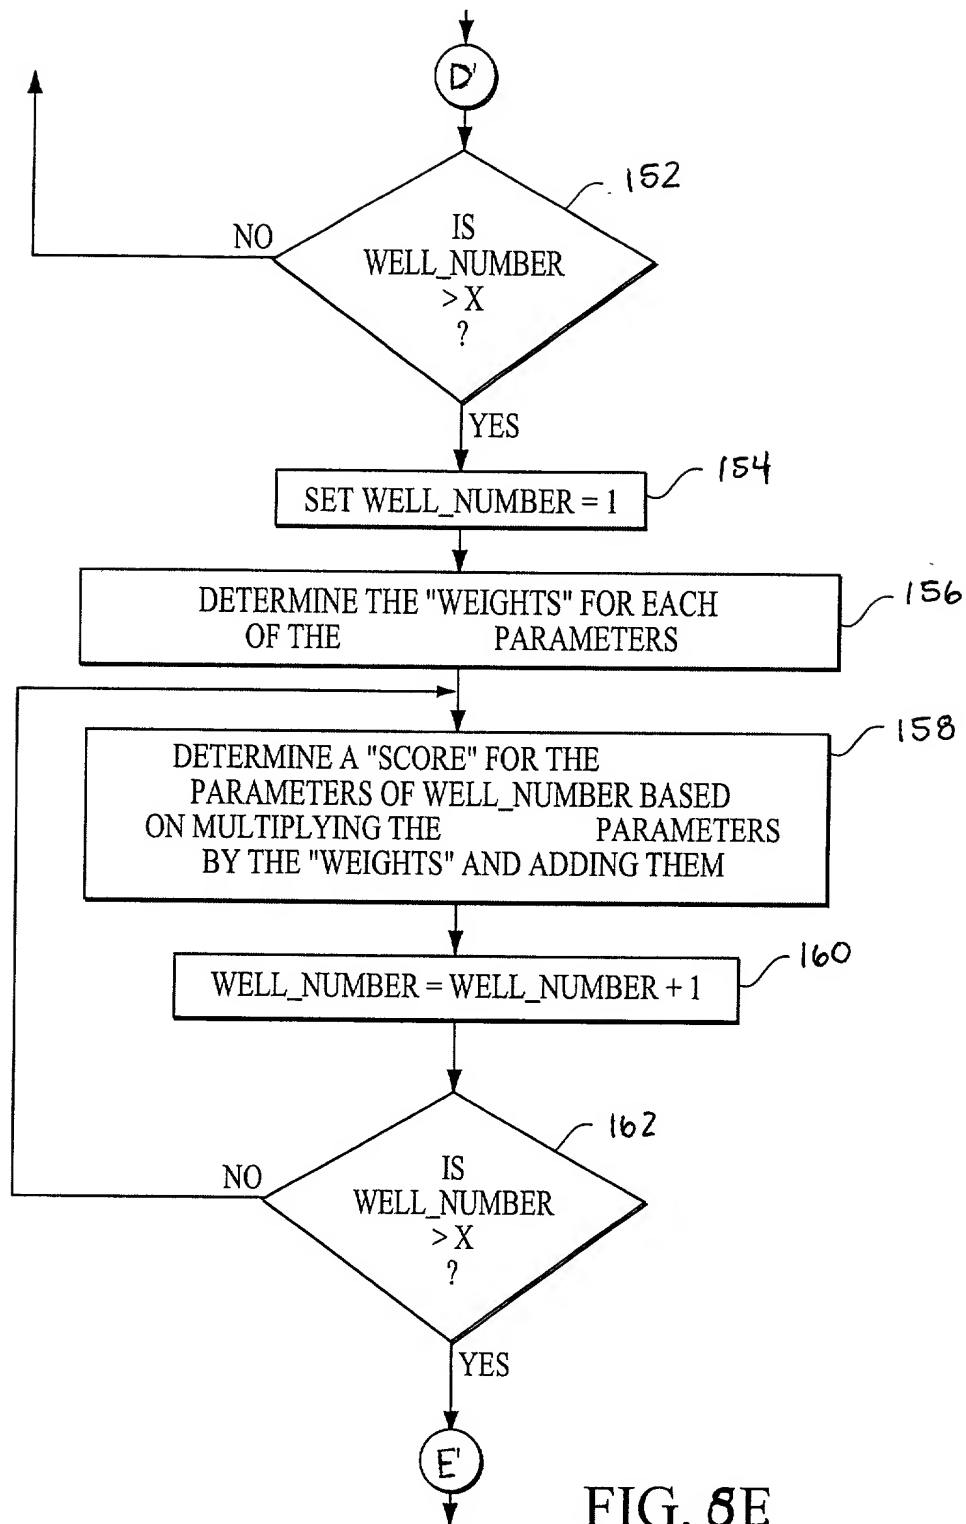 D'
152
IS
NO
WELL_NUMBER
> X
?
YES
154
SET WELL_NUMBER = 1
156
DETERMINE THE "WEIGHTS" FOR EACH
OF THE PARAMETERS
158
DETERMINE A "SCORE" FOR THE
PARAMETERS OF WELL_NUMBER BASED
ON MULTIPLYING THE PARAMETERS
BY THE "WEIGHTS" AND ADDING THEM
160
WELL_NUMBER = WELL_NUMBER + 1
162
IS
NO
WELL_NUMBER
> X
?
YES
E'
FIG. 8E